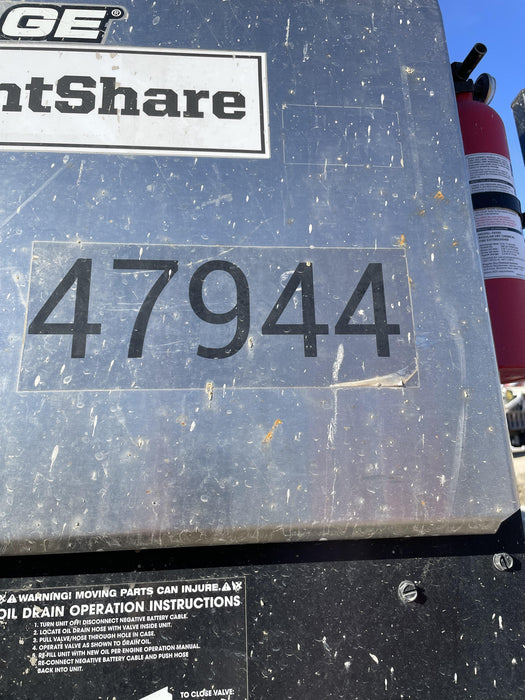 GE®
ntShare
47944
WARNING! MOVING PARTS CAN INJURE.
OIL DRAIN OPERATION INSTRUCTIONS
1. TURN UNIT OFF! DISCONNECT NEGATIVE BATTERY CABLE.
2. LOCATE OIL DRAIN HOSE WITH VALVE INSIDE UNIT.
3. PULL VALVE/HOSE THROUGH HOLE IN CASE.
4. OPERATE VALVE AS SHOWN TO DRAIN OIL.
RE-FILL UNIT WITH NEW OIL PER ENGINE OPERATION MANUAL.
RE-CONNECT NEGATIVE BATTERY CABLE AND PUSH HOSE
BACK INTO UNIT.
TO CLOSE VALVE: